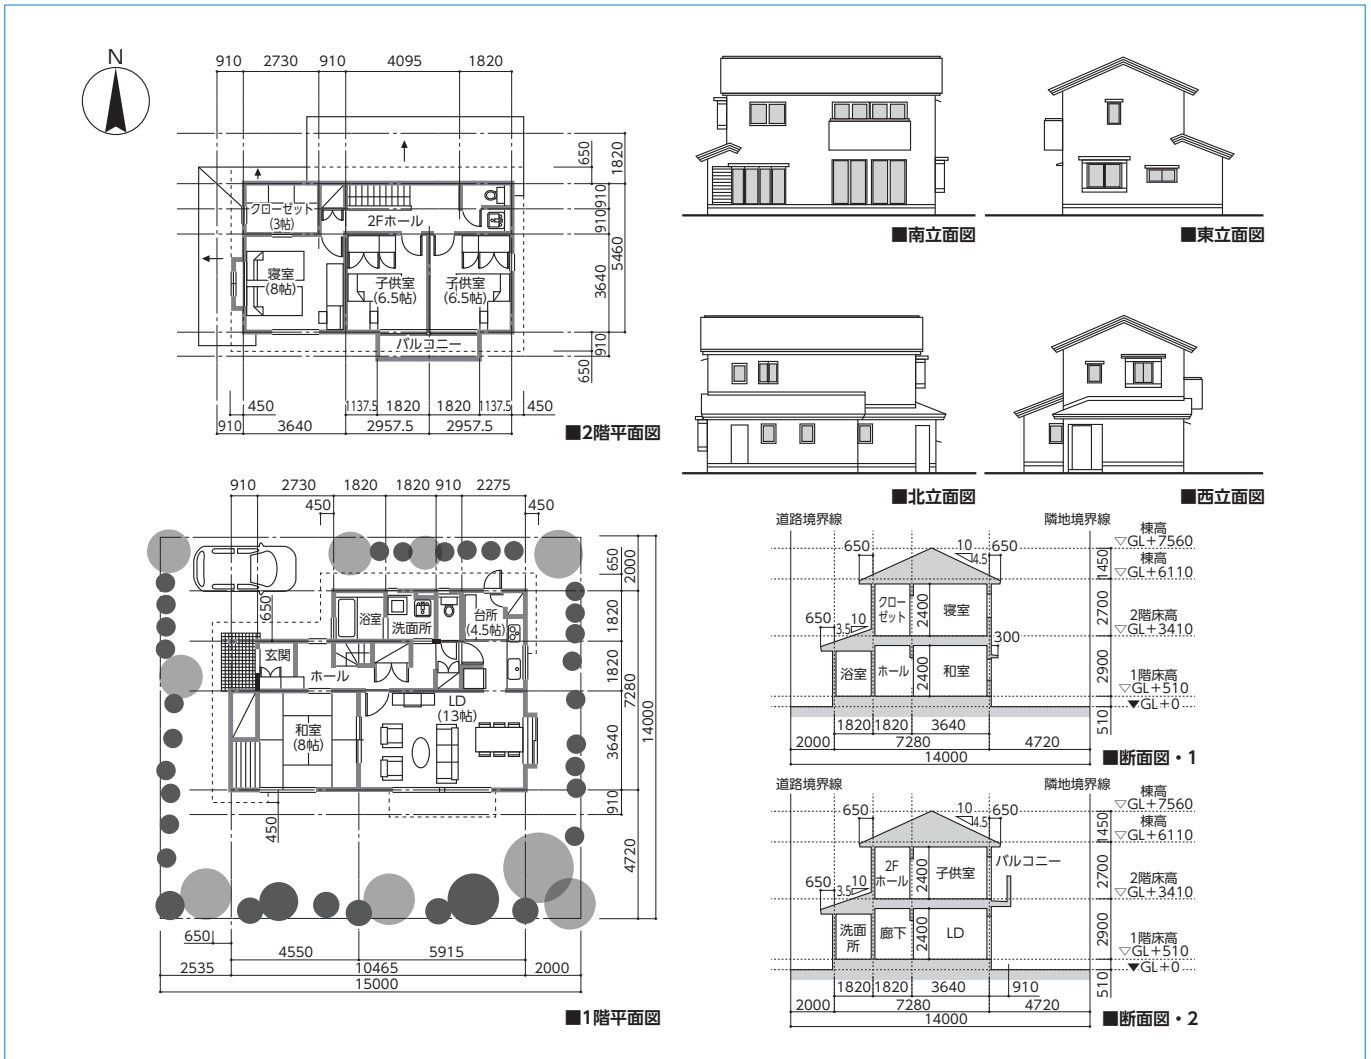 N
910 2730 910 4095 1820
650
1820
910
910
5460
3640
910
650
クローゼット
(3帖)
2Fホール
寝室
(8帖)
子供室
(6.5帖)
子供室
(6.5帖)
バルコニー
450 1137.5 1820 1820 1137.5 450
910 3640 2957.5 2957.5
■2階平面図
■南立面図
■東立面図
■北立面図
■西立面図
910 2730 1820 1820 910 2275
450 450
650
2000
650
1820
1820
7280
14000
3640
910
4720
浴室
洗面所
台所
(4.5帖)
玄関
ホール
LD
(13帖)
和室
(8帖)
450
650
4550 5915
2535 10465 2000
15000
■1階平面図
道路境界線 隣地境界線
棟高
▽GL+7560
棟高
▽GL+6110
2階床高
▽GL+3410
1階床高
▽GL+510
▼GL+0
650 10 4.5 650
1450
2700
2900
510
クロー
ゼット
2400
寝室
650 10 3.5
300
浴室
ホール
2400
和室
1820 1820 3640
2000 7280 4720
14000
■断面図・1
道路境界線 隣地境界線
棟高
▽GL+7560
棟高
▽GL+6110
2階床高
▽GL+3410
1階床高
▽GL+510
▼GL+0
650 10 4.5 650
1450
2700
2900
510
2F
ホール
2400
子供室
バルコニー
650 10 3.5
洗面
所
廊下
2400
LD
1820 1820 3640 910
2000 7280 4720
14000
■断面図・2